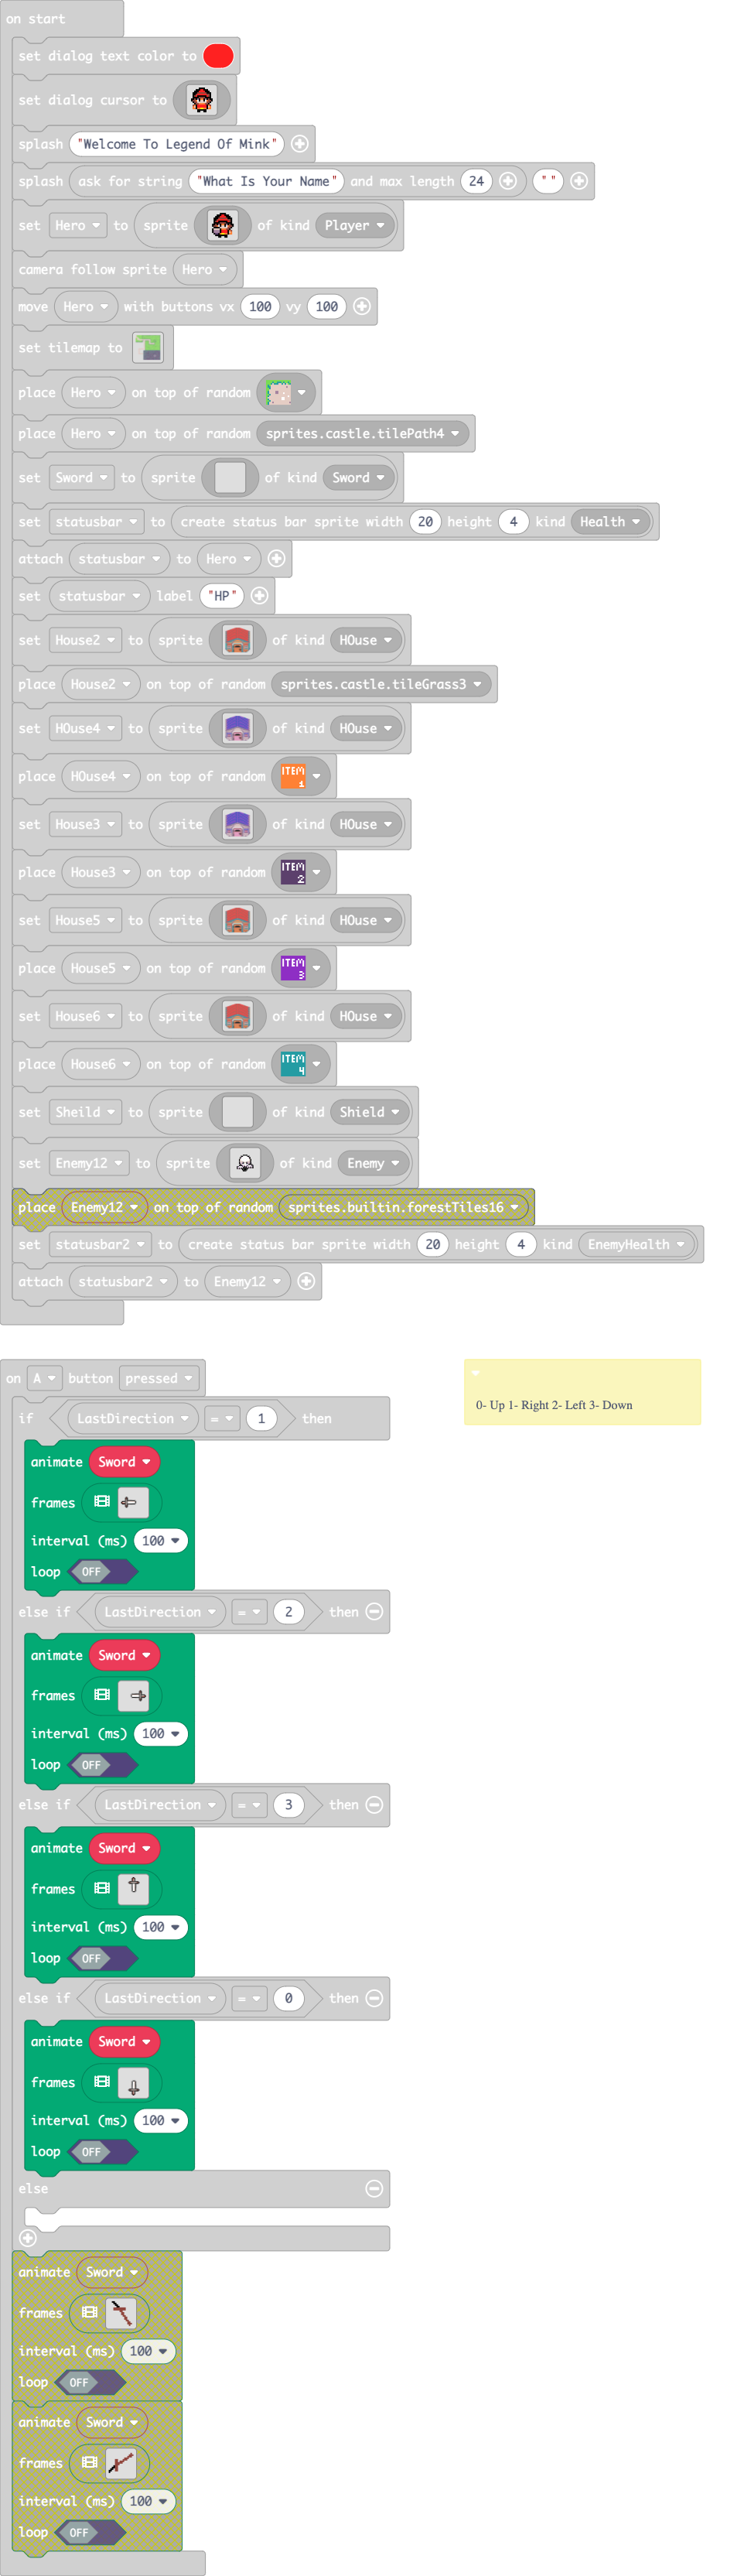 on start
set dialog text color to
set dialog cursor to
splash "Welcome To Legend Of Mink"
splash ask for string "What Is Your Name" and max length 24 " "
set Hero to sprite of kind Player
camera follow sprite Hero
move Hero with buttons vx 100 vy 100
set tilemap to
place Hero on top of random
place Hero on top of random sprites.castle.tilePath4
set Sword to sprite of kind Sword
set statusbar to create status bar sprite width 20 height 4 kind Health
attach statusbar to Hero
set statusbar label "HP"
set House2 to sprite of kind HOuse
place House2 on top of random sprites.castle.tileGrass3
set HOuse4 to sprite of kind HOuse
place HOuse4 on top of random ITEM 1
set House3 to sprite of kind HOuse
place House3 on top of random ITEM 2
set House5 to sprite of kind HOuse
place House5 on top of random ITEM 3
set House6 to sprite of kind HOuse
place House6 on top of random ITEM 4
set Sheild to sprite of kind Shield
set Enemy12 to sprite of kind Enemy
place Enemy12 on top of random sprites.builtin.forestTiles16
set statusbar2 to create status bar sprite width 20 height 4 kind EnemyHealth
attach statusbar2 to Enemy12
on A button pressed
0- Up 1- Right 2- Left 3- Down
if LastDirection = 1 then
animate Sword
frames
interval (ms) 100
loop OFF
else if LastDirection = 2 then
animate Sword
frames
interval (ms) 100
loop OFF
else if LastDirection = 3 then
animate Sword
frames
interval (ms) 100
loop OFF
else if LastDirection = 0 then
animate Sword
frames
interval (ms) 100
loop OFF
else
animate Sword
frames
interval (ms) 100
loop OFF
animate Sword
frames
interval (ms) 100
loop OFF